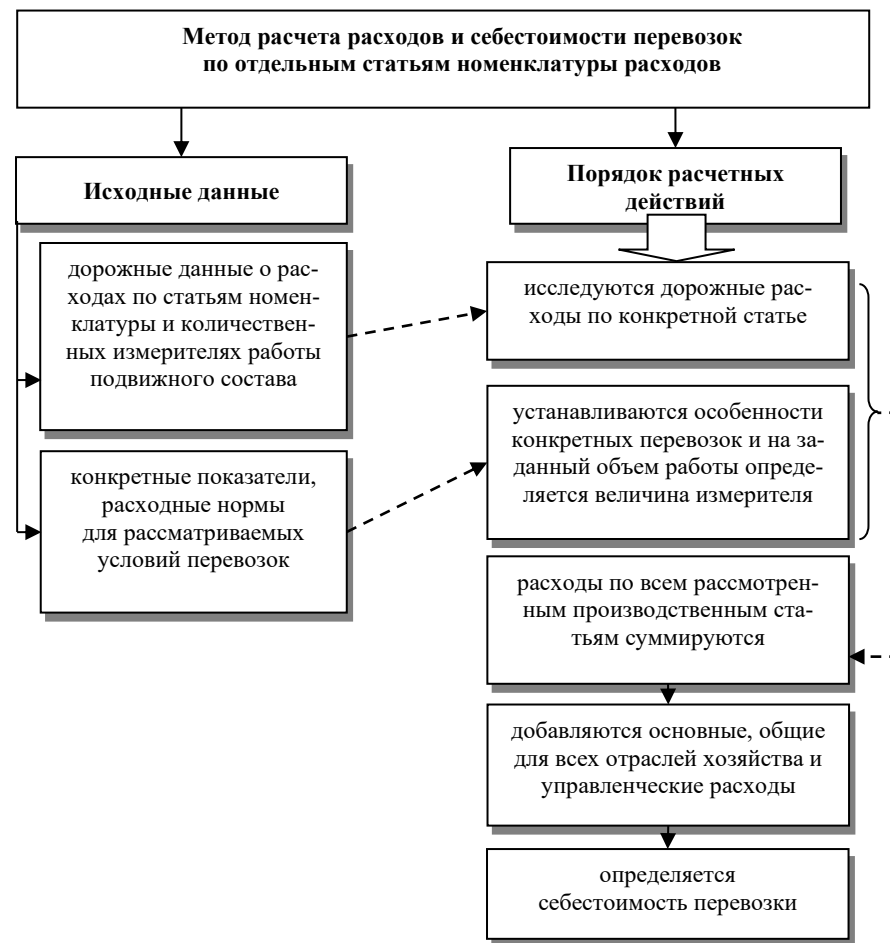 Метод расчета расходов и себестоимости перевозок
по отдельным статьям номенклатуры расходов
Исходные данные
дорожные данные о рас-
ходах по статьям номен-
клатуры и количествен-
ных измерителях работы
подвижного состава
конкретные показатели,
расходные нормы
для рассматриваемых
условий перевозок
Порядок расчетных
действий
исследуются дорожные рас-
ходы по конкретной статье
устанавливаются особенности
конкретных перевозок и на за-
данный объем работы опреде-
ляется величина измерителя
расходы по всем рассмотрен-
ным производственным ста-
тьям суммируются
добавляются основные, общие
для всех отраслей хозяйства и
управленческие расходы
определяется
себестоимость перевозки